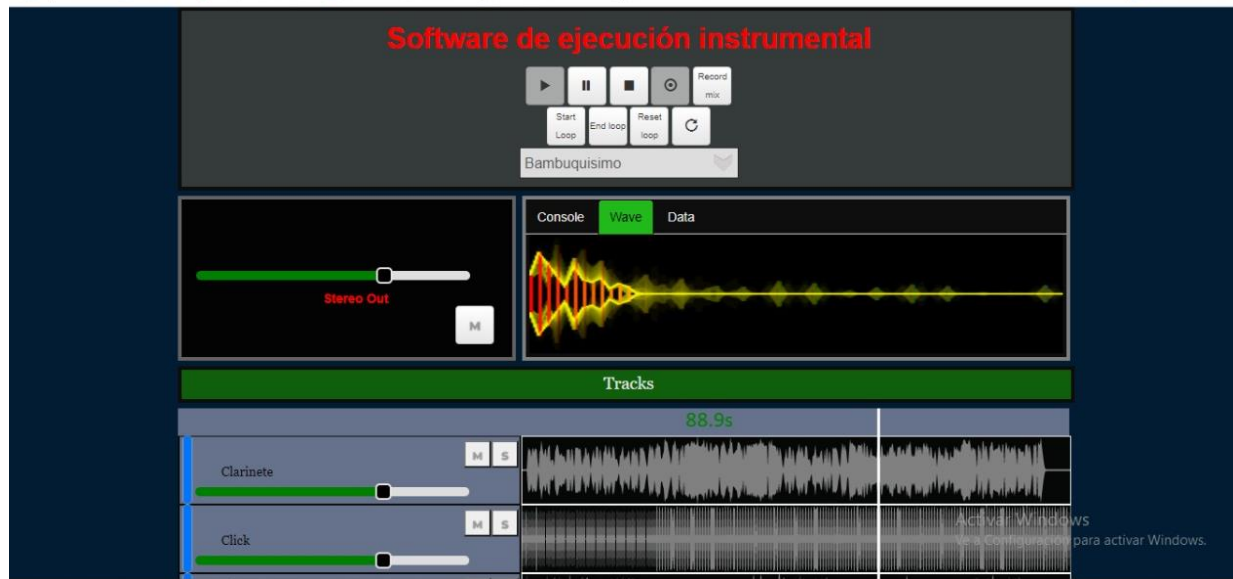 Software de ejecución instrumental
Record
mix
Start
Loop
End loop
Reset
loop
Bambuquisimo
Console Wave Data
Stereo Out
M
Tracks
88.9s
M S
Clarinete
M S
Click
Activar Windows
Ve a Configuración para activar Windows.